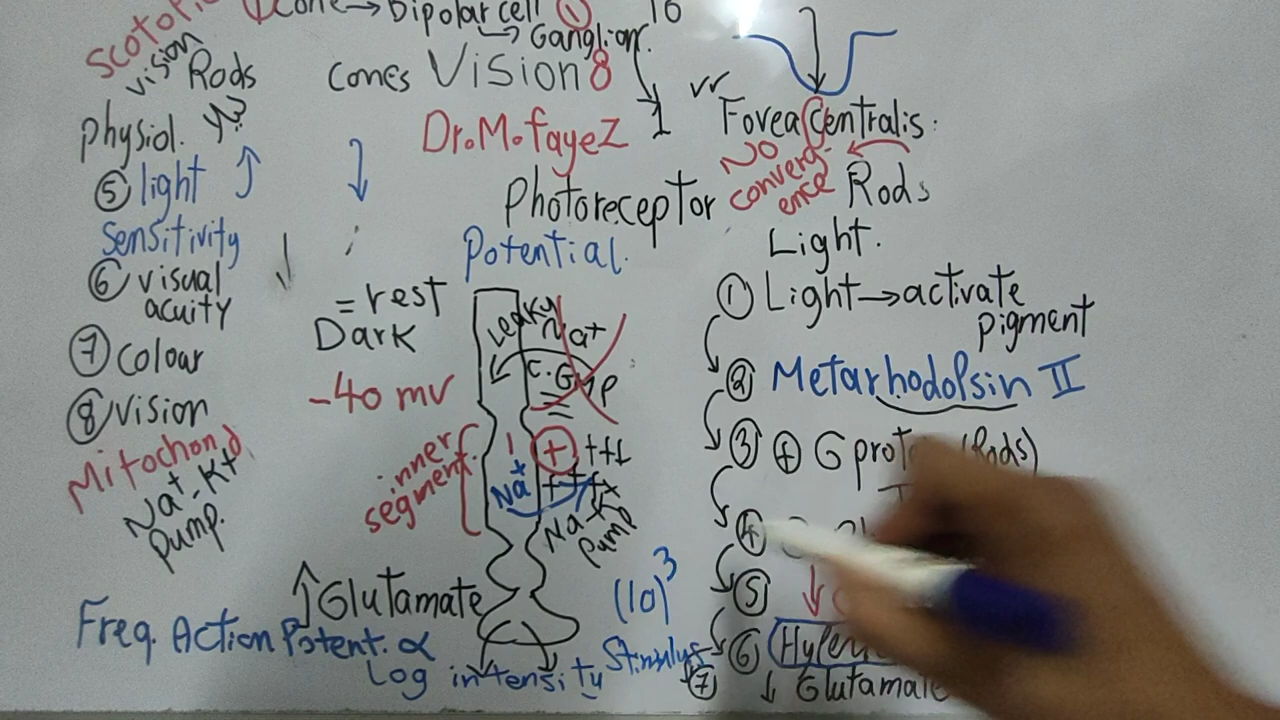 Cone → Bipolar cell ①
↳ Ganglion.
16
1
Scoto
vision
Rods
cones
Vision 8
Dr.M.fayeZ
Physiol.
⑤ light ↑ ↓
Sensitivity
⑥ visual ↓
acuity
⑦ Colour
⑧ Vision
Mitochond
Na+-K+
Pump.
Fovea Centralis.
No
converg-
ence
Rods
Photoreceptor
Potential.
= rest
Dark
-40 mv
inner
segment
Leaky
Na+
C.GMP
+ +++
Na+
Na-K
Pump
↑ Glutamate
Freq. Action Potent. α
Log intensity
(10)³
Stimulus
Light.
① Light → activate
pigment
② Metarhodopsin II
③ ⊕ G prot (Rods)
④
⑤ ↓
⑥ Hyper
⑦ ↓ Glutamate